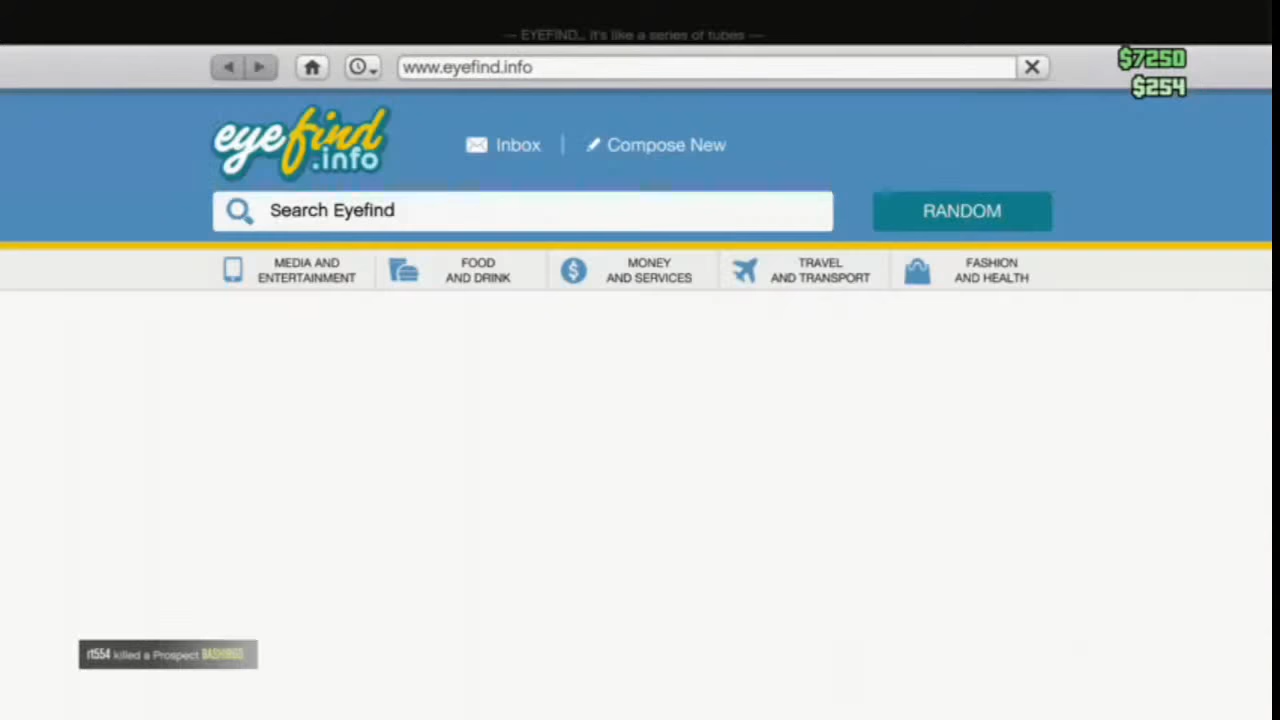 — EYEFIND... it's like a series of tubes —
www.eyefind.info
$7250
$254
eyefind.info
Inbox
Compose New
Search Eyefind
RANDOM
MEDIA AND
ENTERTAINMENT
FOOD
AND DRINK
MONEY
AND SERVICES
TRAVEL
AND TRANSPORT
FASHION
AND HEALTH
r1554 killed a Prospect